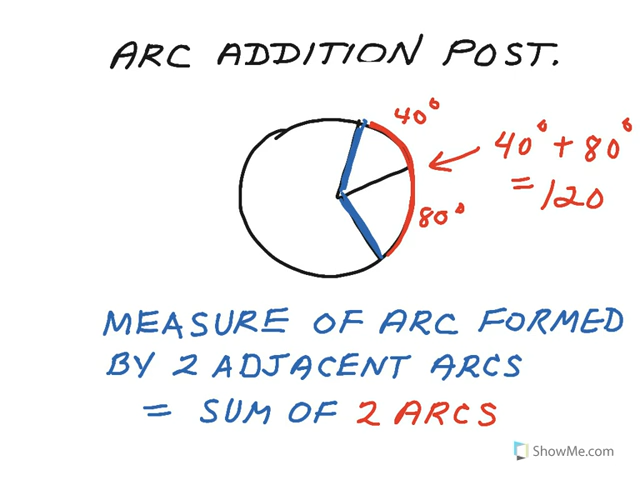 ARC ADDITION POST.
40°
40° + 80°
= 120
80°
MEASURE OF ARC FORMED
BY 2 ADJACENT ARCS
= SUM OF 2 ARCS
ShowMe.com